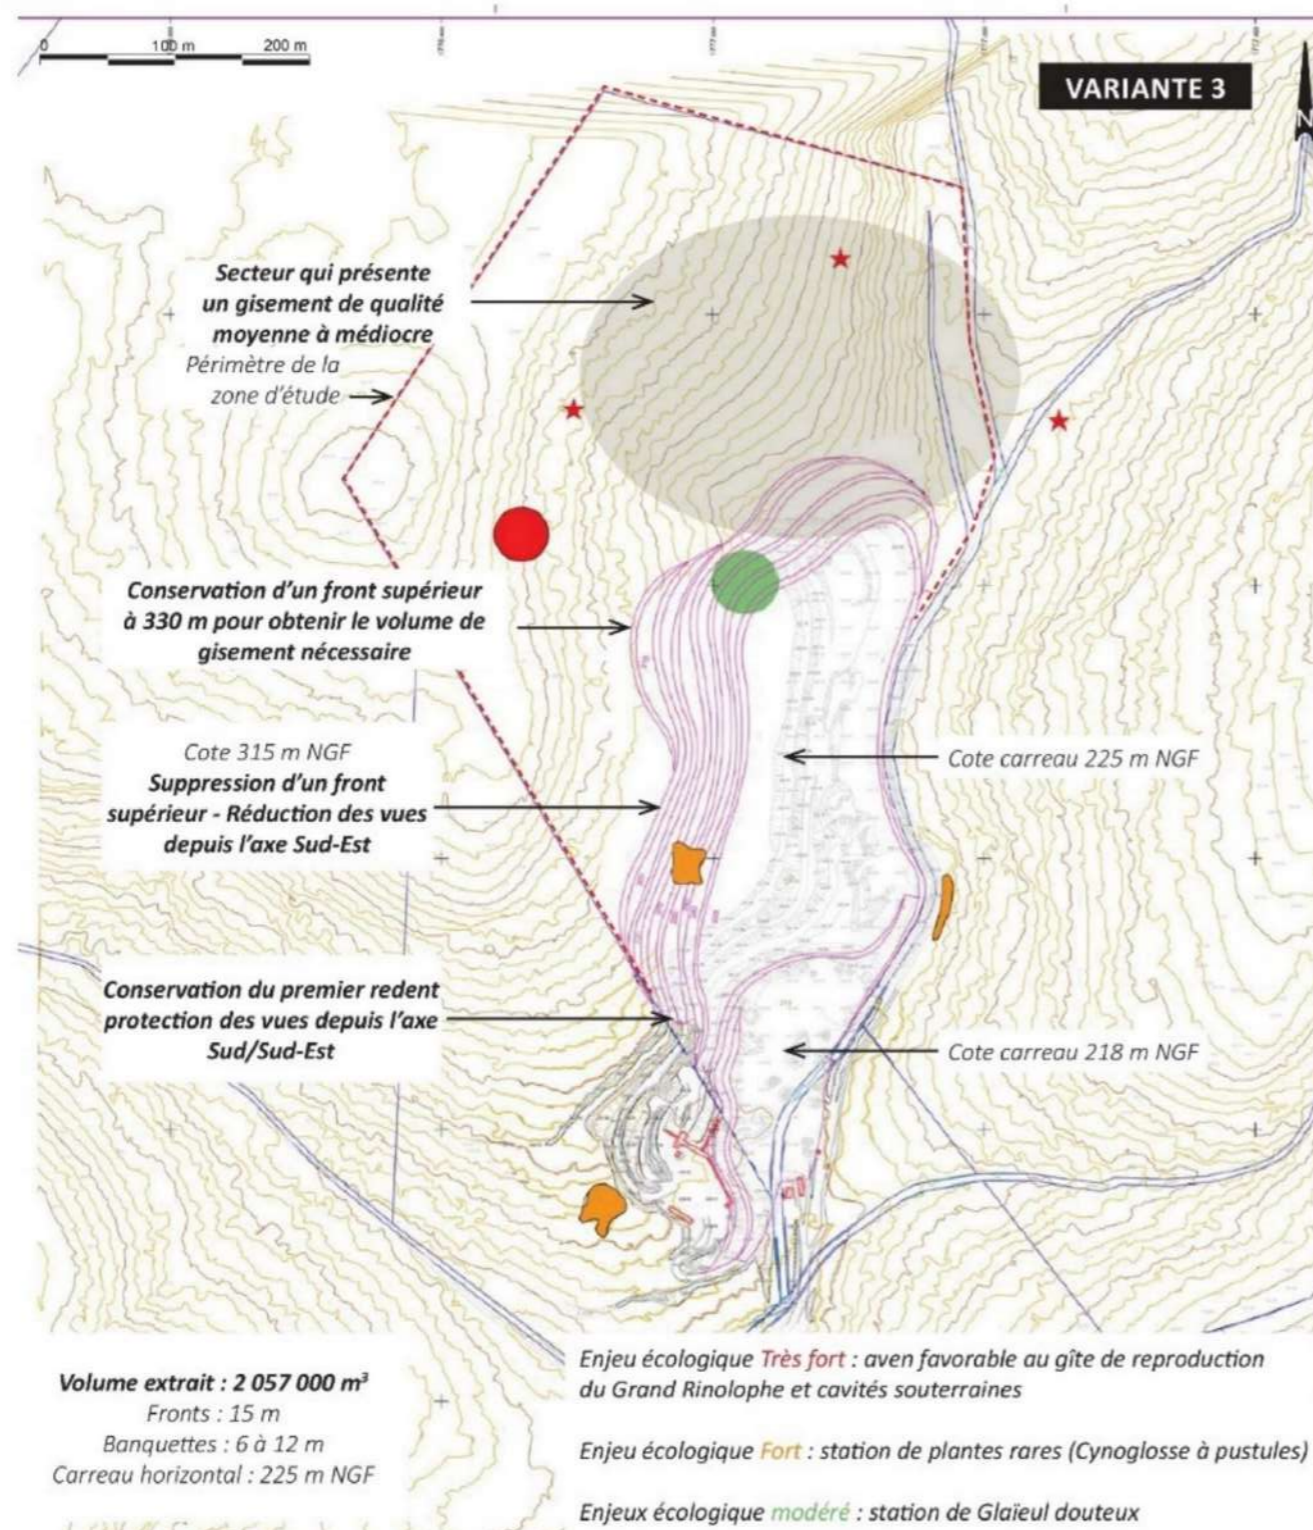 0 100 m 200 m
VARIANTE 3
N
Secteur qui présente
un gisement de qualité
moyenne à médiocre
Périmètre de la
zone d'étude
Conservation d'un front supérieur
à 330 m pour obtenir le volume de
gisement nécessaire
Cote 315 m NGF
Suppression d'un front
supérieur - Réduction des vues
depuis l'axe Sud-Est
Cote carreau 225 m NGF
Conservation du premier redent
protection des vues depuis l'axe
Sud/Sud-Est
Cote carreau 218 m NGF
Volume extrait : 2 057 000 m³
Fronts : 15 m
Banquettes : 6 à 12 m
Carreau horizontal : 225 m NGF
Enjeu écologique Très fort : aven favorable au gîte de reproduction
du Grand Rinolophe et cavités souterraines
Enjeu écologique Fort : station de plantes rares (Cynoglosse à pustules)
Enjeux écologique modéré : station de Glaïeul douteux